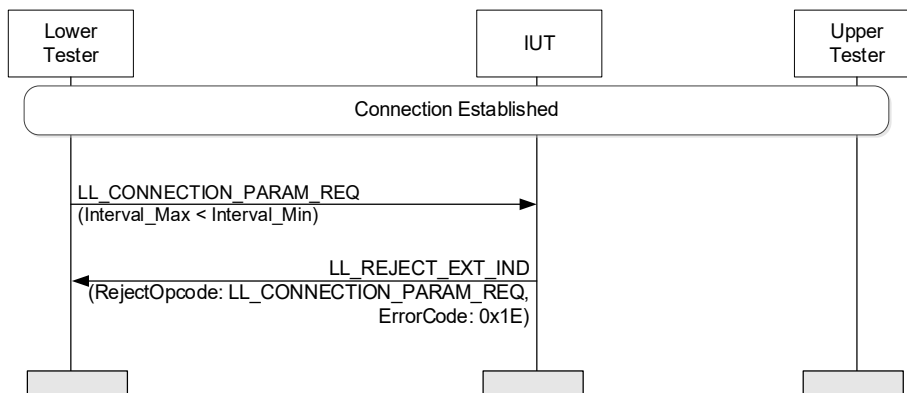 Lower
Tester
IUT
Upper
Tester
Connection Established
LL_CONNECTION_PARAM_REQ
(Interval_Max < Interval_Min)
LL_REJECT_EXT_IND
(RejectOpcode: LL_CONNECTION_PARAM_REQ,
ErrorCode: 0x1E)